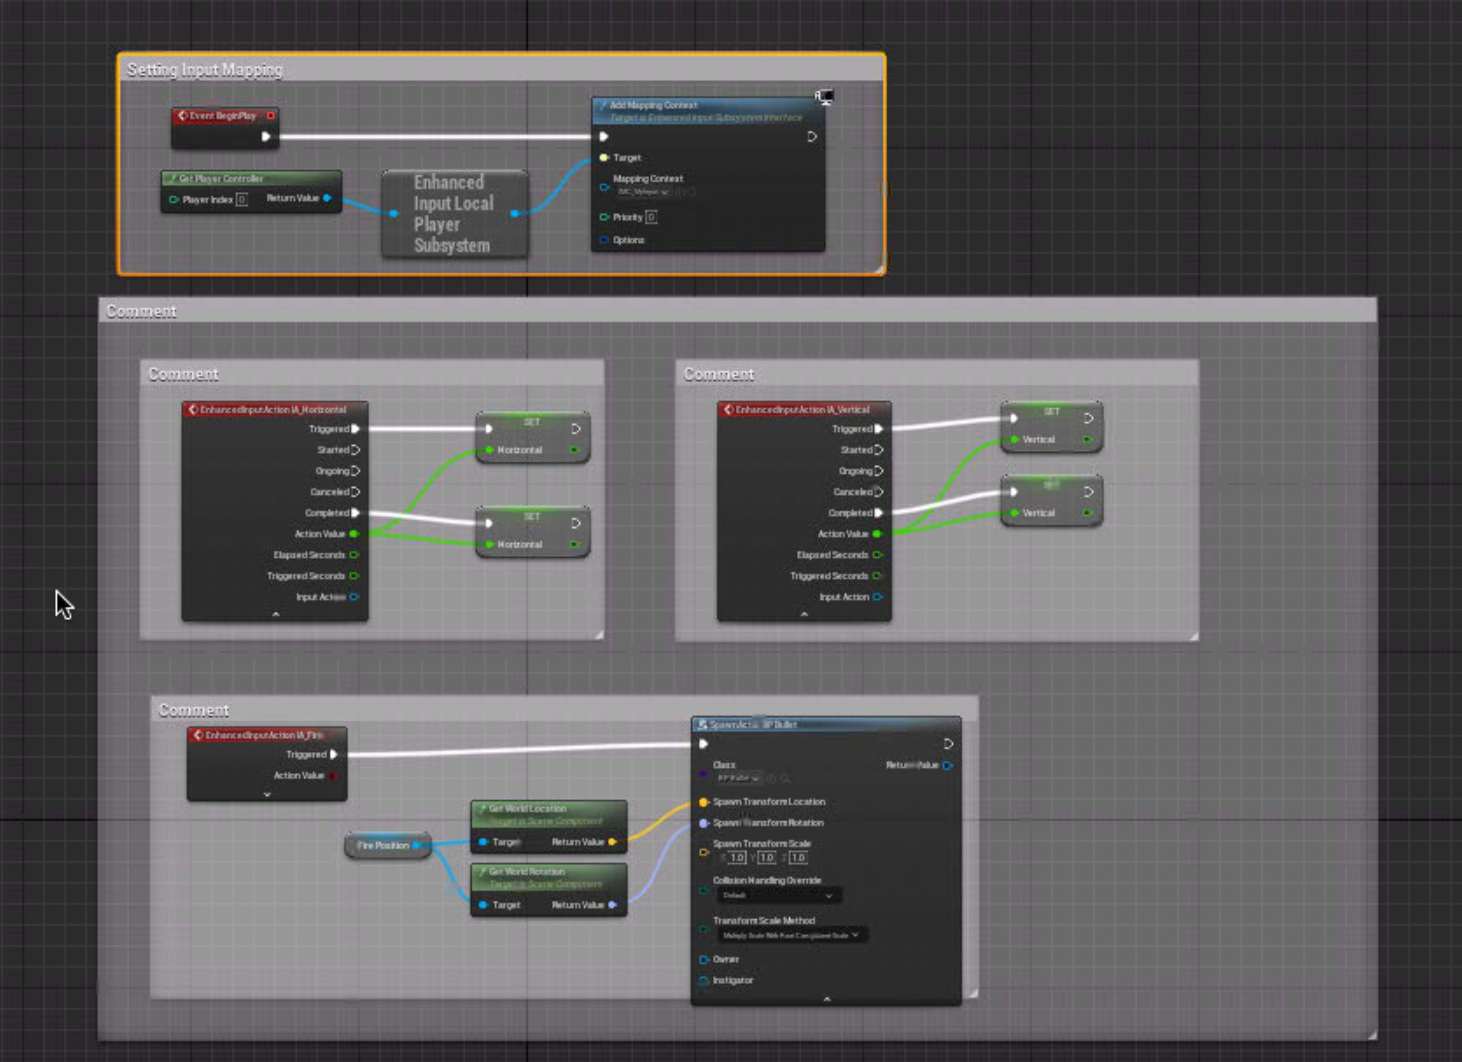 Setting Input Mapping
Event BeginPlay
Add Mapping Context
Target is Enhanced Input Subsystem Interface
Target
Get Player Controller
Player Index 0 Return Value
Enhanced
Input Local
Player
Subsystem
Mapping Context
Priority 0
Options
Comment
Comment
EnhancedInputAction IA_Horizontal
Triggered
Started
Ongoing
Canceled
Completed
Action Value
Elapsed Seconds
Triggered Seconds
Input Action
SET
Horizontal
SET
Horizontal
Comment
EnhancedInputAction IA_Vertical
Triggered
Started
Ongoing
Canceled
Completed
Action Value
Elapsed Seconds
Triggered Seconds
Input Action
SET
Vertical
SET
Vertical
Comment
EnhancedInputAction IA_Fire
Triggered
Action Value
Fire Position
Get World Location
Target is Scene Component
Target Return Value
Get World Rotation
Target is Scene Component
Target Return Value
SpawnActor BP Bullet
Class
Return Value
Spawn Transform Location
Spawn Transform Rotation
Spawn Transform Scale
X 1.0 Y 1.0 Z 1.0
Collision Handling Override
Default
Transform Scale Method
Multiply Scale With Root Component Scale
Owner
Instigator